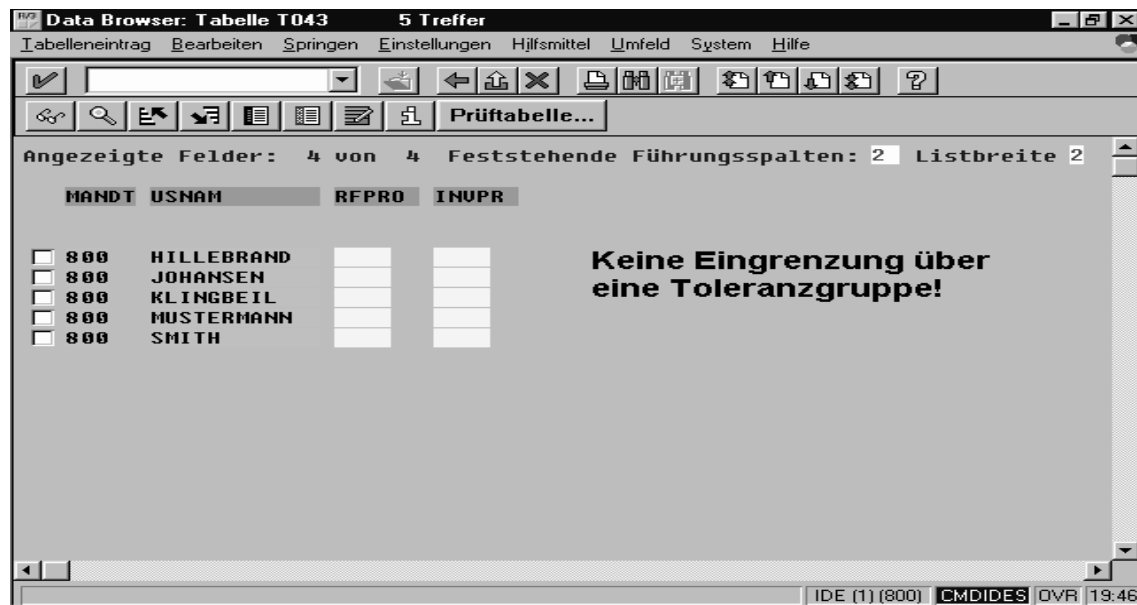 R/3 Data Browser: Tabelle T043 5 Treffer
Tabelleneintrag Bearbeiten Springen Einstellungen Hilfsmittel Umfeld System Hilfe
Prüftabelle...
Angezeigte Felder: 4 von 4 Feststehende Führungsspalten: 2 Listbreite 2
MANDT USNAM RFPRO INVPR
800 HILLEBRAND
800 JOHANSEN
800 KLINGBEIL
800 MUSTERMANN
800 SMITH
Keine Eingrenzung über
eine Toleranzgruppe!
IDE (1) (800) CMDIDES OVR 19:46